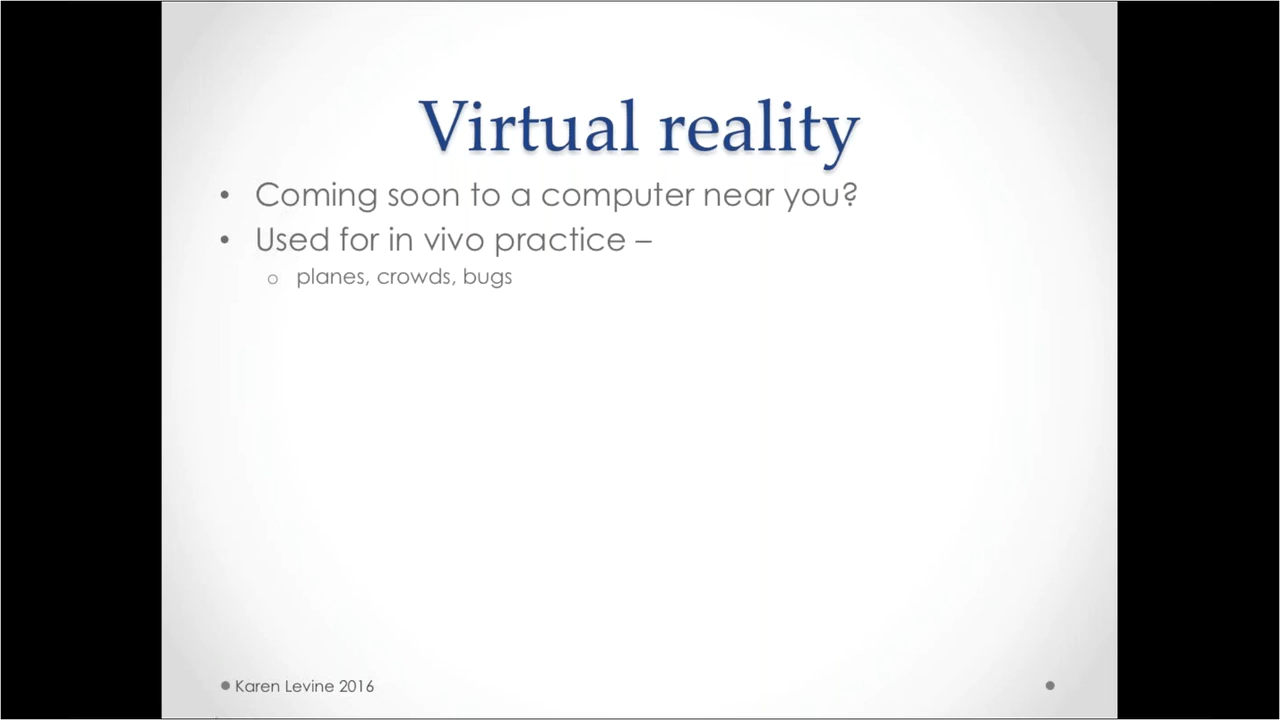 Virtual reality
• Coming soon to a computer near you?
• Used for in vivo practice –
o planes, crowds, bugs
Karen Levine 2016